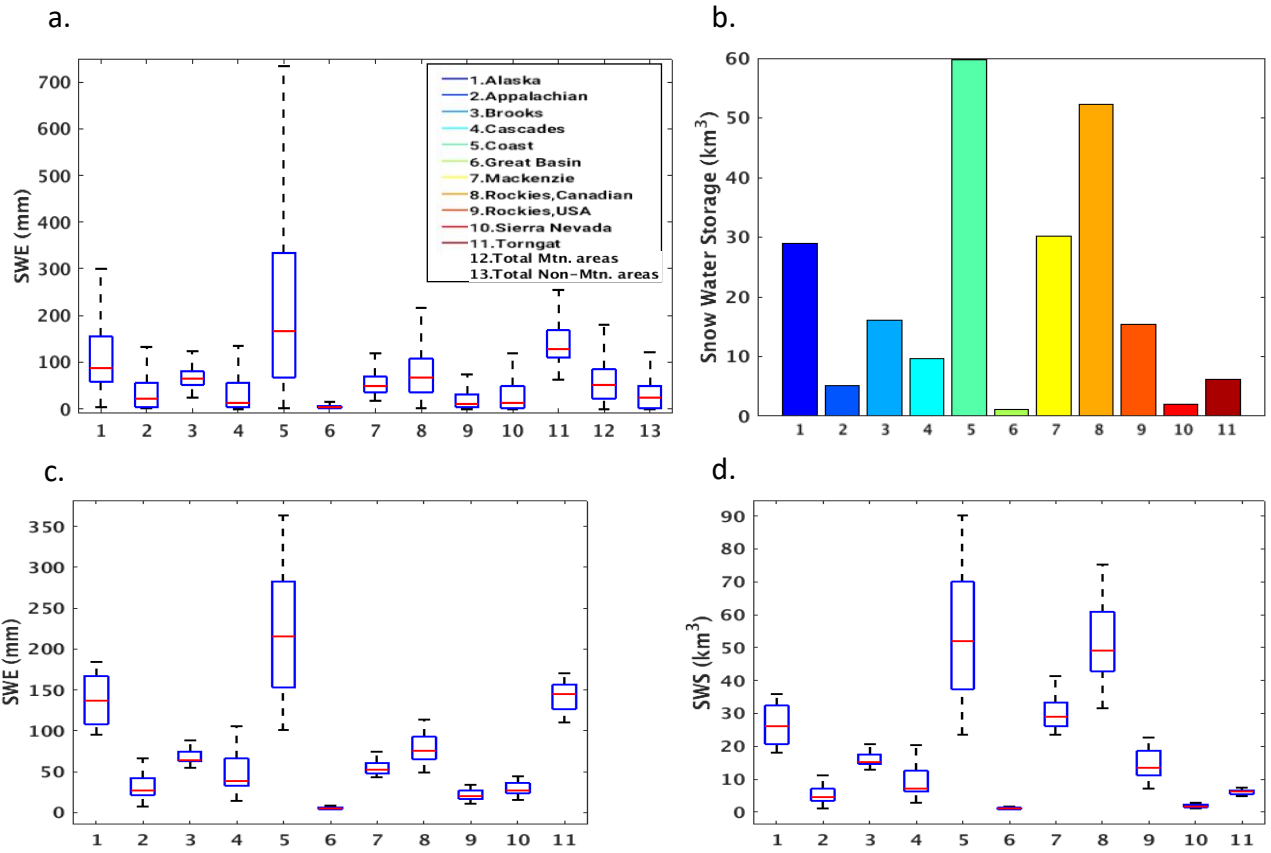 a.
700
600
500
400
300
200
100
0
SWE (mm)
1.Alaska
2.Appalachian
3.Brooks
4.Cascades
5.Coast
6.Great Basin
7.Mackenzie
8.Rockies,Canadian
9.Rockies,USA
10.Sierra Nevada
11.Torngat
12.Total Mtn. areas
13.Total Non-Mtn. areas
1 2 3 4 5 6 7 8 9 10 11 12 13
b.
60
50
40
30
20
10
0
Snow Water Storage (km³)
1 2 3 4 5 6 7 8 9 10 11
c.
350
300
250
200
150
100
50
0
SWE (mm)
1 2 3 4 5 6 7 8 9 10 11
d.
90
80
70
60
50
40
30
20
10
0
SWS (km³)
1 2 3 4 5 6 7 8 9 10 11